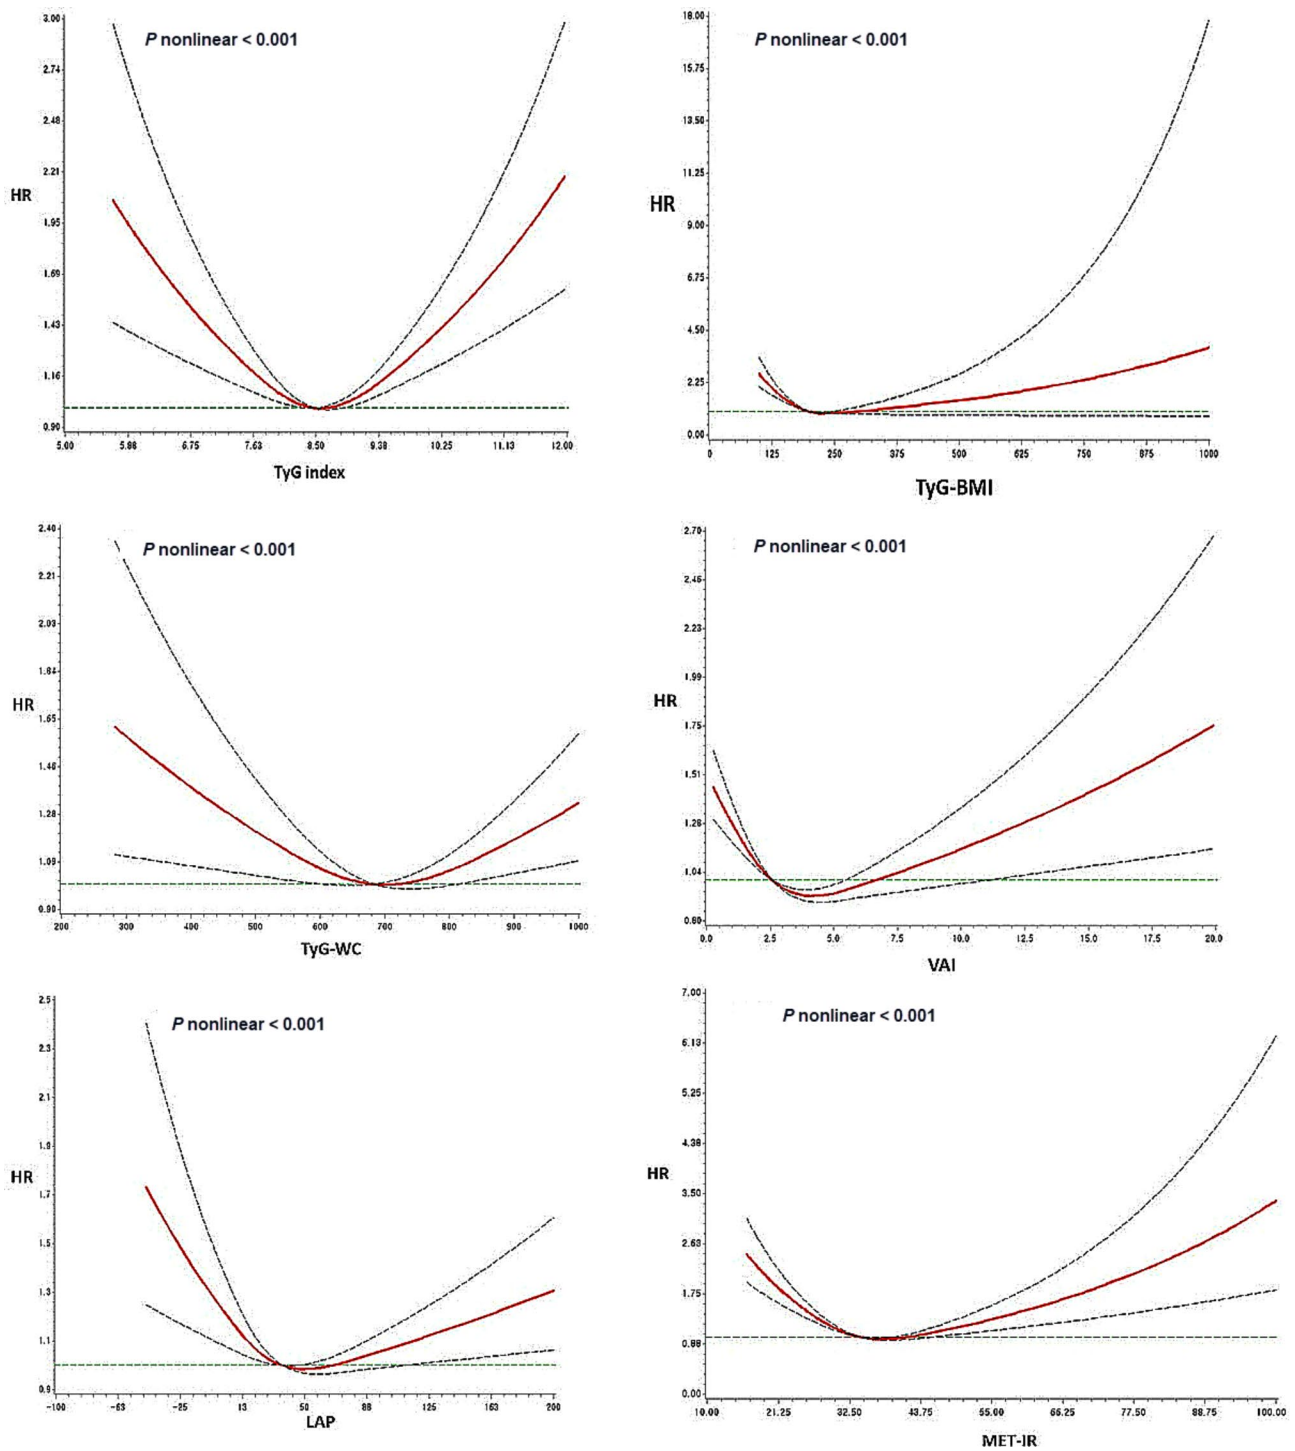 P nonlinear < 0.001
3.00
2.74
2.48
2.21
1.95
1.69
1.43
1.16
0.90
HR
5.00 5.88 6.75 7.63 8.50 9.38 10.25 11.13 12.00
TyG index
P nonlinear < 0.001
18.00
15.75
13.50
11.25
9.00
6.75
4.50
2.25
0.00
HR
0 125 250 375 500 625 750 875 1000
TyG-BMI
P nonlinear < 0.001
2.40
2.21
2.03
1.84
1.65
1.46
1.28
1.09
0.90
HR
200 300 400 500 600 700 800 900 1000
TyG-WC
P nonlinear < 0.001
2.70
2.46
2.23
1.99
1.75
1.51
1.28
1.04
0.80
HR
0.0 2.5 5.0 7.5 10.0 12.5 15.0 17.5 20.0
VAI
P nonlinear < 0.001
2.5
2.3
2.1
1.9
1.7
1.5
1.3
1.1
0.9
HR
-100 -63 -25 13 50 88 125 163 200
LAP
P nonlinear < 0.001
7.00
6.13
5.25
4.38
3.50
2.63
1.75
0.88
0.00
HR
10.00 21.25 32.50 43.75 55.00 66.25 77.50 88.75 100.00
MET-IR